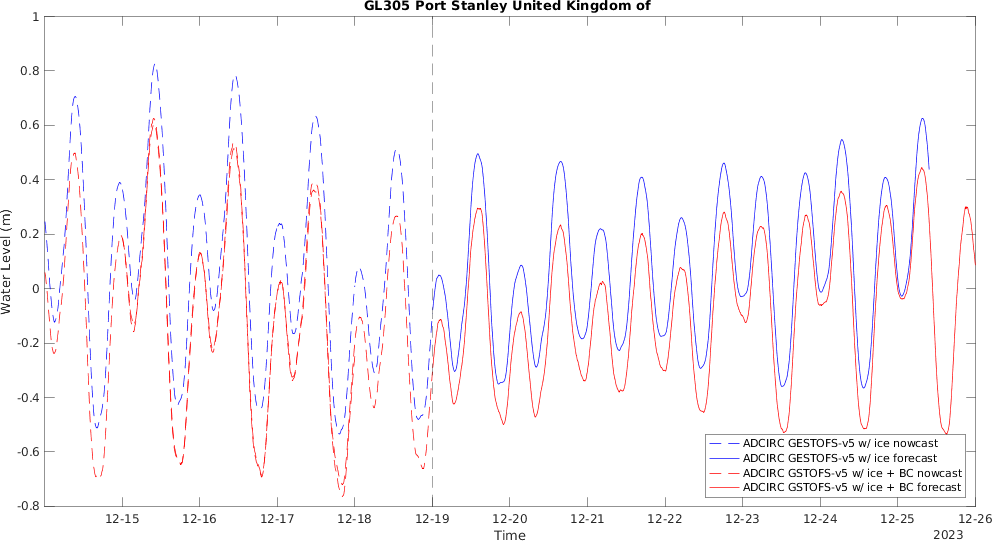 GL305 Port Stanley United Kingdom of
1
0.8
0.6
0.4
0.2
0
-0.2
-0.4
-0.6
-0.8
Water Level (m)
ADCIRC GESTOFS-v5 w/ ice nowcast
ADCIRC GESTOFS-v5 w/ ice forecast
ADCIRC GSTOFS-v5 w/ ice + BC nowcast
ADCIRC GSTOFS-v5 w/ ice + BC forecast
12-15 12-16 12-17 12-18 12-19 12-20 12-21 12-22 12-23 12-24 12-25 12-26
Time
2023